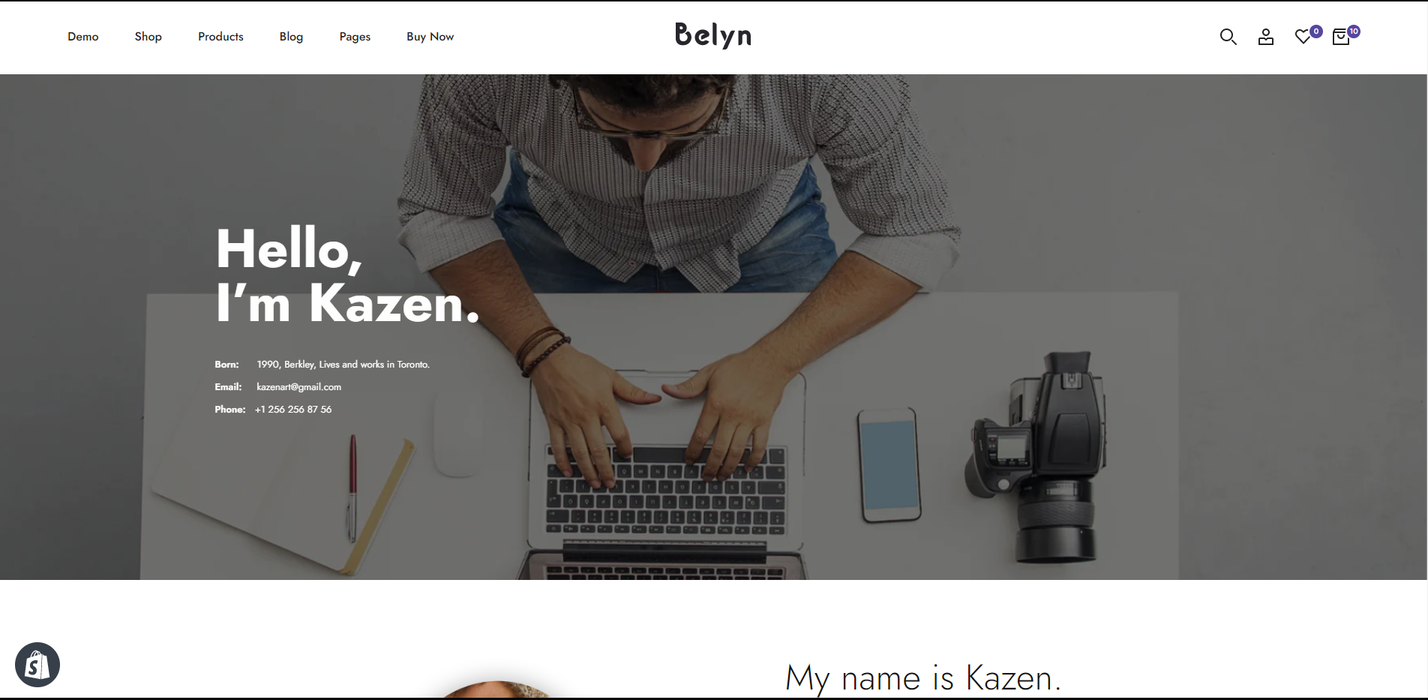 Demo Shop Products Blog Pages Buy Now Belyn 0 10
Hello,
I'm Kazen.
Born: 1990, Berkley, Lives and works in Toronto.
Email: kazenart@gmail.com
Phone: +1 256 256 87 56
My name is Kazen.